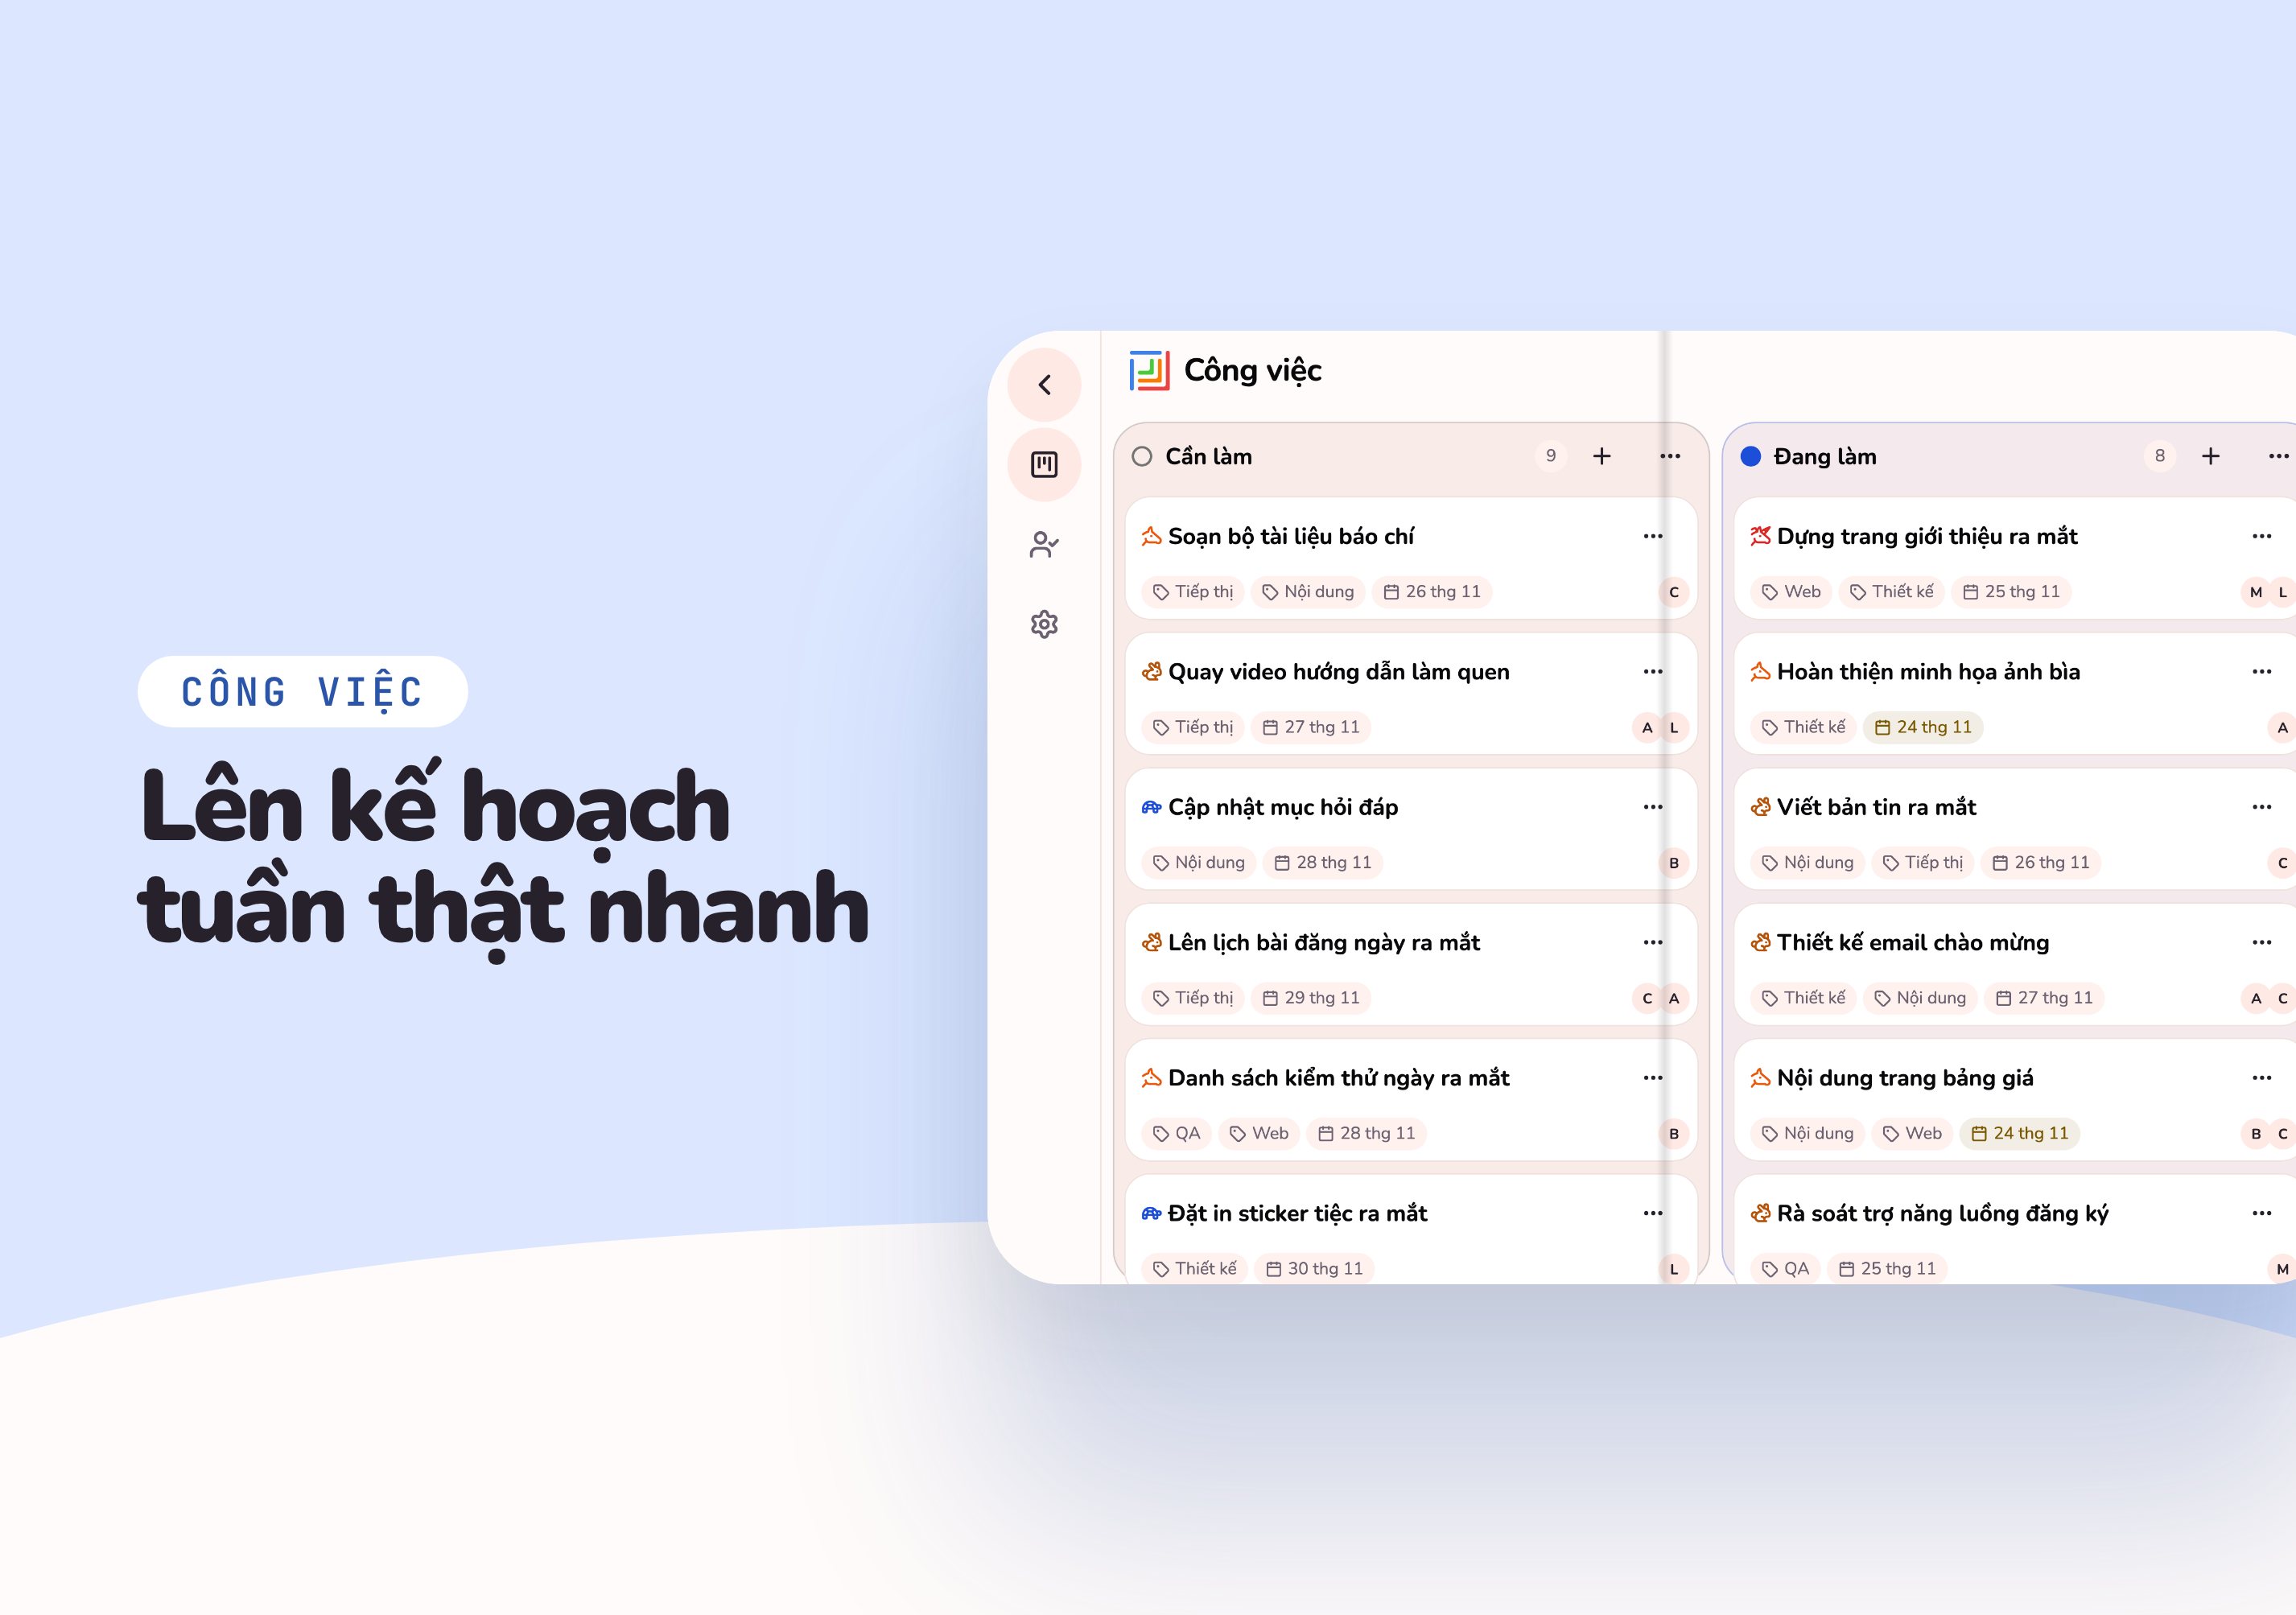 CÔNG VIỆC
Lên kế hoạch
tuần thật nhanh
Công việc
Cần làm 9
Soạn bộ tài liệu báo chí
Tiếp thị Nội dung 26 thg 11 C
Quay video hướng dẫn làm quen
Tiếp thị 27 thg 11 A L
Cập nhật mục hỏi đáp
Nội dung 28 thg 11 B
Lên lịch bài đăng ngày ra mắt
Tiếp thị 29 thg 11 C A
Danh sách kiểm thử ngày ra mắt
QA Web 28 thg 11 B
Đặt in sticker tiệc ra mắt
Thiết kế 30 thg 11 L
Đang làm 8
Dựng trang giới thiệu ra mắt
Web Thiết kế 25 thg 11 M L
Hoàn thiện minh họa ảnh bìa
Thiết kế 24 thg 11 A
Viết bản tin ra mắt
Nội dung Tiếp thị 26 thg 11 C
Thiết kế email chào mừng
Thiết kế Nội dung 27 thg 11 A C
Nội dung trang bảng giá
Nội dung Web 24 thg 11 B C
Rà soát trợ năng luồng đăng ký
QA 25 thg 11 M